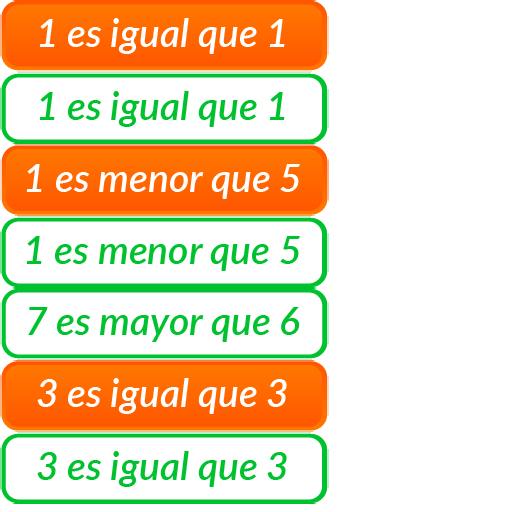 1 es igual que 1
1 es igual que 1
1 es menor que 5
1 es menor que 5
7 es mayor que 6
3 es igual que 3
3 es igual que 3